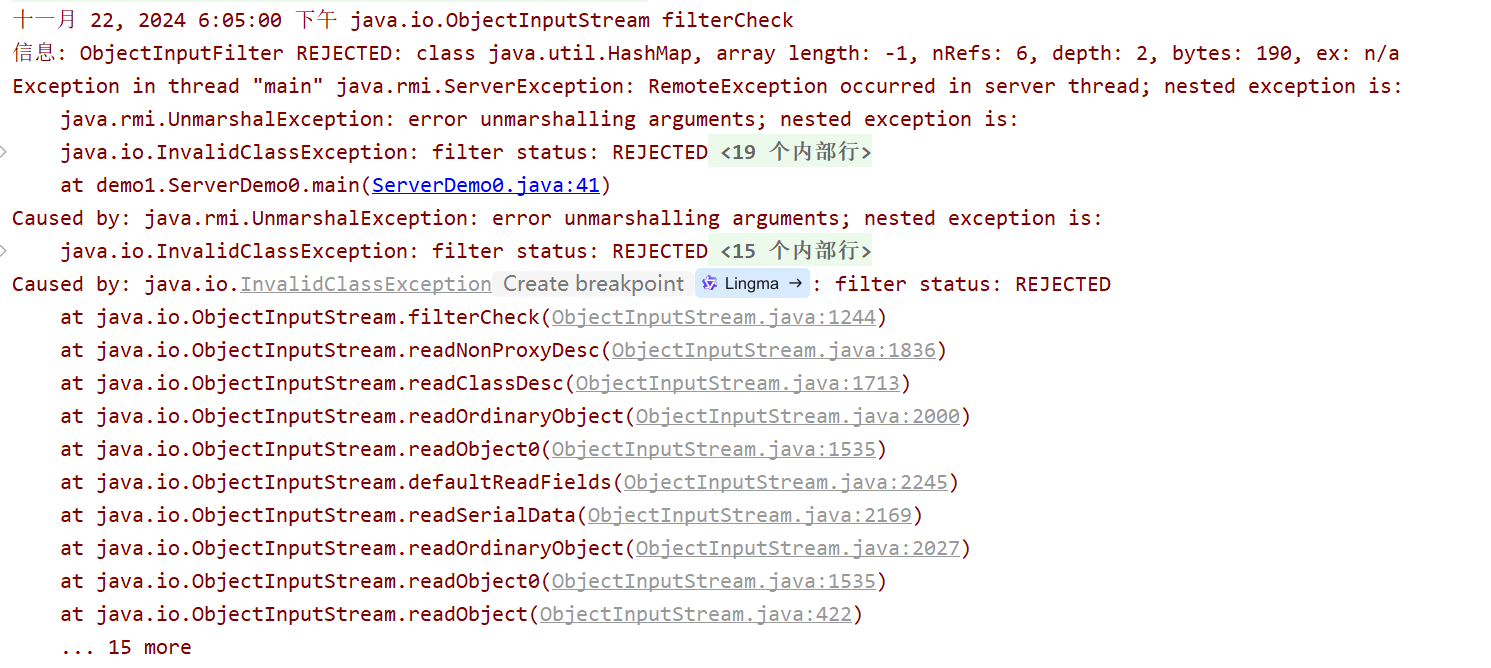 十一月 22, 2024 6:05:00 下午 java.io.ObjectInputStream filterCheck
信息: ObjectInputFilter REJECTED: class java.util.HashMap, array length: -1, nRefs: 6, depth: 2, bytes: 190, ex: n/a
Exception in thread "main" java.rmi.ServerException: RemoteException occurred in server thread; nested exception is:
    java.rmi.UnmarshalException: error unmarshalling arguments; nested exception is:
    java.io.InvalidClassException: filter status: REJECTED <19 个内部行>
    at demo1.ServerDemo0.main(ServerDemo0.java:41)
Caused by: java.rmi.UnmarshalException: error unmarshalling arguments; nested exception is:
    java.io.InvalidClassException: filter status: REJECTED <15 个内部行>
Caused by: java.io.InvalidClassException Create breakpoint Lingma → : filter status: REJECTED
    at java.io.ObjectInputStream.filterCheck(ObjectInputStream.java:1244)
    at java.io.ObjectInputStream.readNonProxyDesc(ObjectInputStream.java:1836)
    at java.io.ObjectInputStream.readClassDesc(ObjectInputStream.java:1713)
    at java.io.ObjectInputStream.readOrdinaryObject(ObjectInputStream.java:2000)
    at java.io.ObjectInputStream.readObject0(ObjectInputStream.java:1535)
    at java.io.ObjectInputStream.defaultReadFields(ObjectInputStream.java:2245)
    at java.io.ObjectInputStream.readSerialData(ObjectInputStream.java:2169)
    at java.io.ObjectInputStream.readOrdinaryObject(ObjectInputStream.java:2027)
    at java.io.ObjectInputStream.readObject0(ObjectInputStream.java:1535)
    at java.io.ObjectInputStream.readObject(ObjectInputStream.java:422)
    ... 15 more